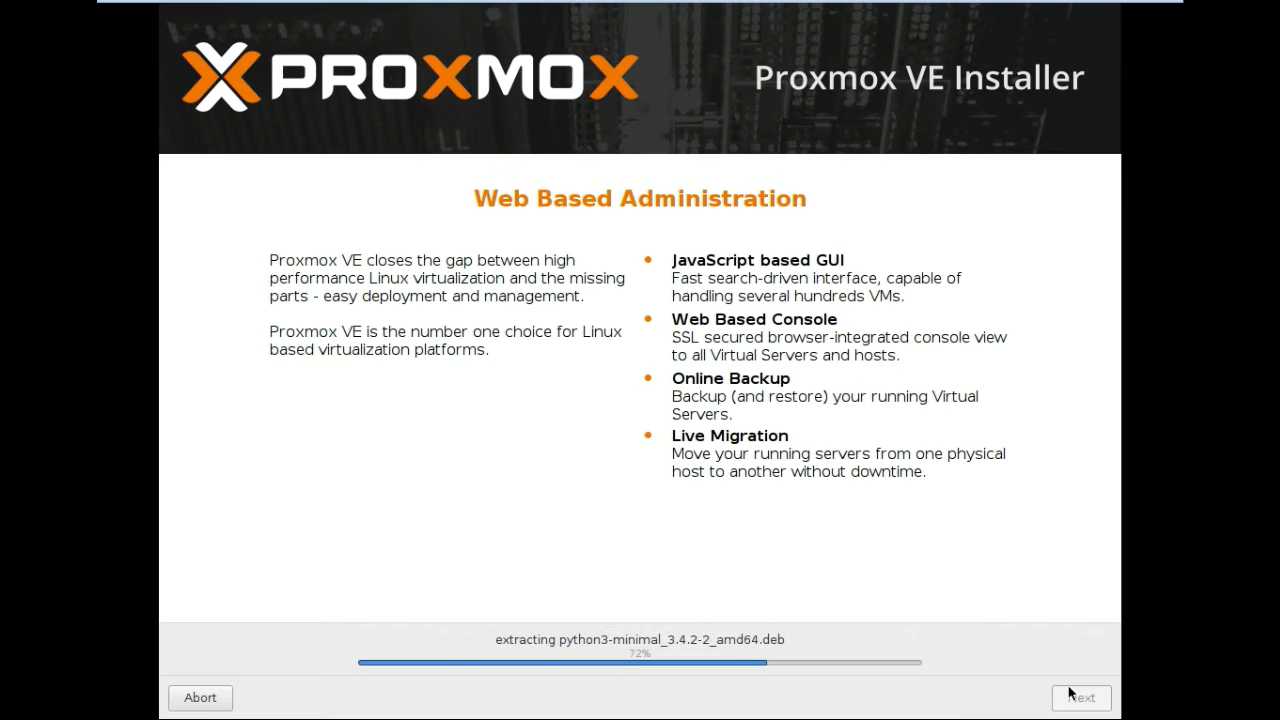 PROXMOX
Proxmox VE Installer
Web Based Administration
Proxmox VE closes the gap between high
performance Linux virtualization and the missing
parts - easy deployment and management.
Proxmox VE is the number one choice for Linux
based virtualization platforms.
JavaScript based GUI
Fast search-driven interface, capable of
handling several hundreds VMs.
Web Based Console
SSL secured browser-integrated console view
to all Virtual Servers and hosts.
Online Backup
Backup (and restore) your running Virtual
Servers.
Live Migration
Move your running servers from one physical
host to another without downtime.
extracting python3-minimal_3.4.2-2_amd64.deb
72%
Abort
Next